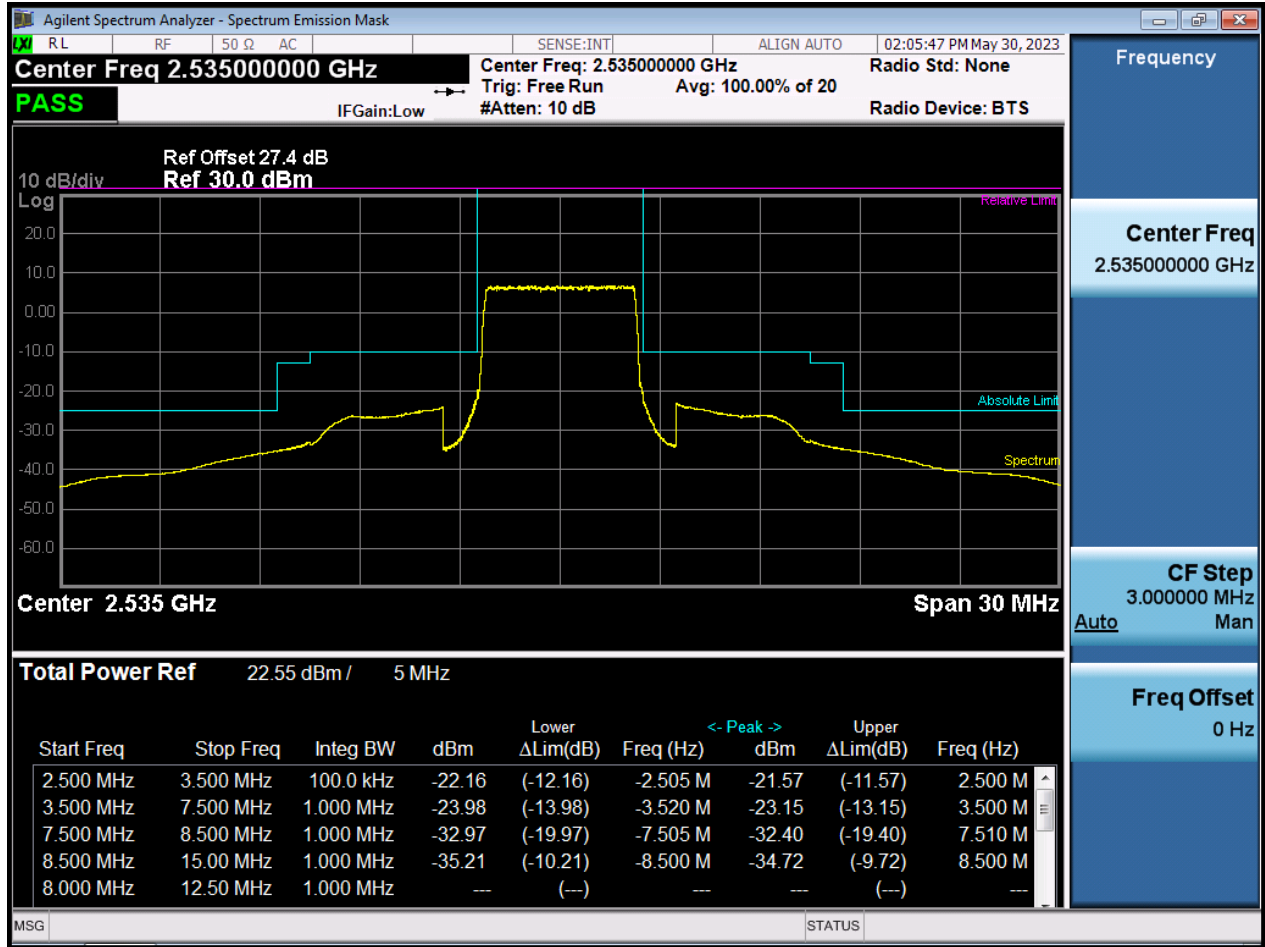 Agilent Spectrum Analyzer - Spectrum Emission Mask
LXI RL RF 50 Ω AC SENSE:INT ALIGN AUTO 02:05:47 PM May 30, 2023
Center Freq 2.535000000 GHz
Center Freq: 2.535000000 GHz Radio Std: None
Trig: Free Run Avg: 100.00% of 20
PASS IFGain:Low #Atten: 10 dB Radio Device: BTS
Ref Offset 27.4 dB
10 dB/div Ref 30.0 dBm
Log
Relative Limit
20.0
10.0
0.00
-10.0
-20.0
Absolute Limit
-30.0
Spectrum
-40.0
-50.0
-60.0
Center 2.535 GHz Span 30 MHz
Total Power Ref 22.55 dBm / 5 MHz
Lower <- Peak -> Upper
Start Freq Stop Freq Integ BW dBm ΔLim(dB) Freq (Hz) dBm ΔLim(dB) Freq (Hz)
2.500 MHz 3.500 MHz 100.0 kHz -22.16 (-12.16) -2.505 M -21.57 (-11.57) 2.500 M
3.500 MHz 7.500 MHz 1.000 MHz -23.98 (-13.98) -3.520 M -23.15 (-13.15) 3.500 M
7.500 MHz 8.500 MHz 1.000 MHz -32.97 (-19.97) -7.505 M -32.40 (-19.40) 7.510 M
8.500 MHz 15.00 MHz 1.000 MHz -35.21 (-10.21) -8.500 M -34.72 (-9.72) 8.500 M
8.000 MHz 12.50 MHz 1.000 MHz --- (---) --- --- (---) ---
MSG STATUS
Frequency
Center Freq
2.535000000 GHz
CF Step
3.000000 MHz
Auto Man
Freq Offset
0 Hz